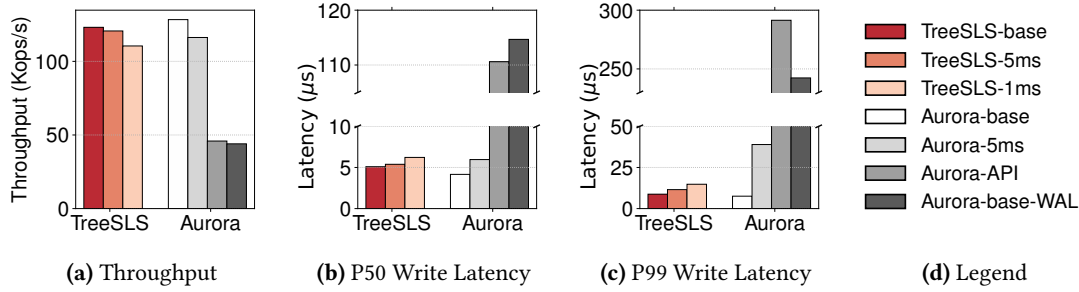 Throughput (Kops/s)
100
50
0
TreeSLS Aurora
(a) Throughput
Latency (μs)
120
110
10
5
0
TreeSLS Aurora
(b) P50 Write Latency
Latency (μs)
300
250
50
25
0
TreeSLS Aurora
(c) P99 Write Latency
TreeSLS-base
TreeSLS-5ms
TreeSLS-1ms
Aurora-base
Aurora-5ms
Aurora-API
Aurora-base-WAL
(d) Legend